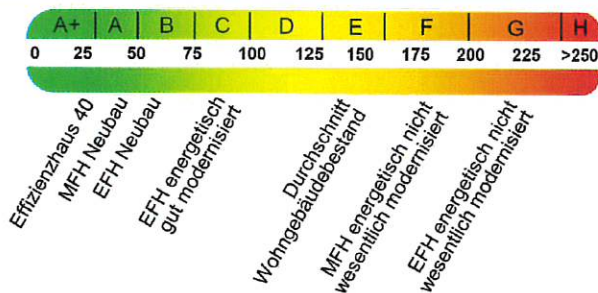 A+ A B C D E F G H
0 25 50 75 100 125 150 175 200 225 >250
Effizienzhaus 40
MFH Neubau
EFH Neubau
EFH energetisch
gut modernisiert
Durchschnitt
Wohngebäudebestand
MFH energetisch nicht
wesentlich modernisiert
EFH energetisch nicht
wesentlich modernisiert